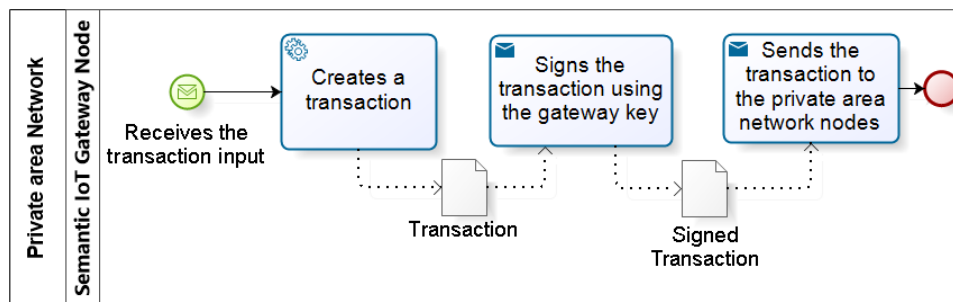 Private area Network
Semantic IoT Gateway Node
Receives the
transaction input
Creates a
transaction
Transaction
Signs the
transaction using
the gateway key
Signed
Transaction
Sends the
transaction to
the private area
network nodes